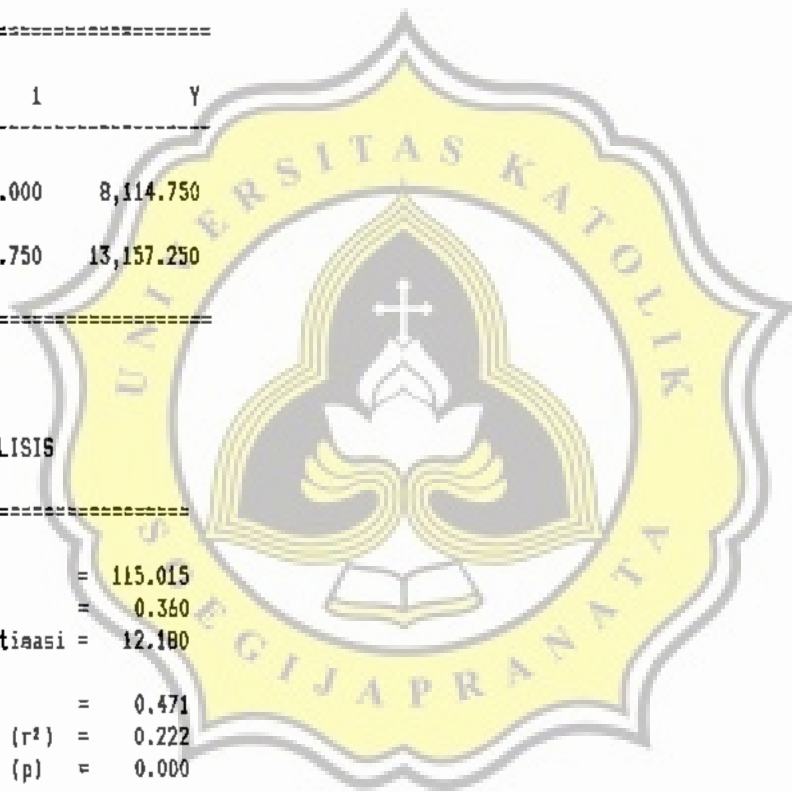 =====================
1 Y
---------------------
.000 8,114.750
.750 13,157.250
=====================
LISIS
===================
= 115.015
= 0.360
timasi = 12.180
= 0.471
(r²) = 0.222
(p) = 0.000
UNIVERSITAS KATOLIK
SOEGIJAPRANATA